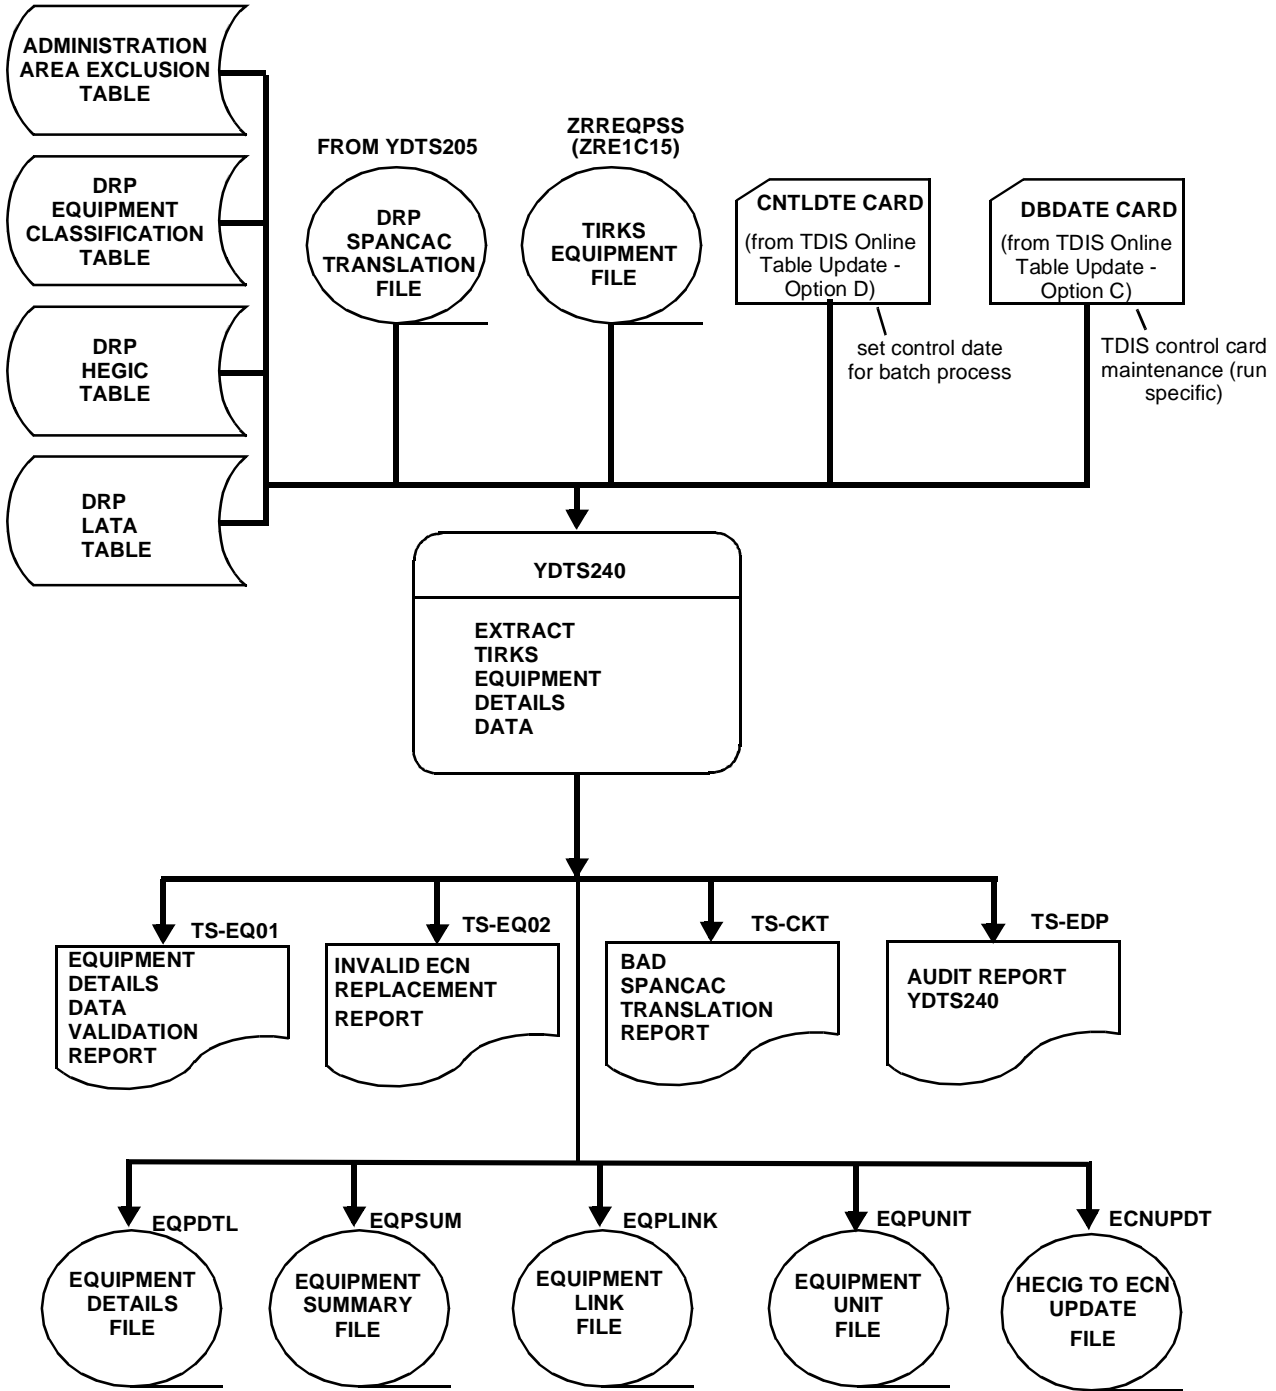 ADMINISTRATION
AREA EXCLUSION
TABLE
DRP
EQUIPMENT
CLASSIFICATION
TABLE
DRP
HEGIC
TABLE
DRP
LATA
TABLE
FROM YDTS205
DRP
SPANCAC
TRANSLATION
FILE
ZRREQPSS
(ZRE1C15)
TIRKS
EQUIPMENT
FILE
CNTLDTE CARD
(from TDIS Online
Table Update -
Option D)
set control date
for batch process
DBDATE CARD
(from TDIS Online
Table Update -
Option C)
TDIS control card
maintenance (run
specific)
YDTS240
EXTRACT
TIRKS
EQUIPMENT
DETAILS
DATA
TS-EQ01
EQUIPMENT
DETAILS
DATA
VALIDATION
REPORT
TS-EQ02
INVALID ECN
REPLACEMENT
REPORT
TS-CKT
BAD
SPANCAC
TRANSLATION
REPORT
TS-EDP
AUDIT REPORT
YDTS240
EQPDTL
EQUIPMENT
DETAILS
FILE
EQPSUM
EQUIPMENT
SUMMARY
FILE
EQPLINK
EQUIPMENT
LINK
FILE
EQPUNIT
EQUIPMENT
UNIT
FILE
ECNUPDT
HECIG TO ECN
UPDATE
FILE